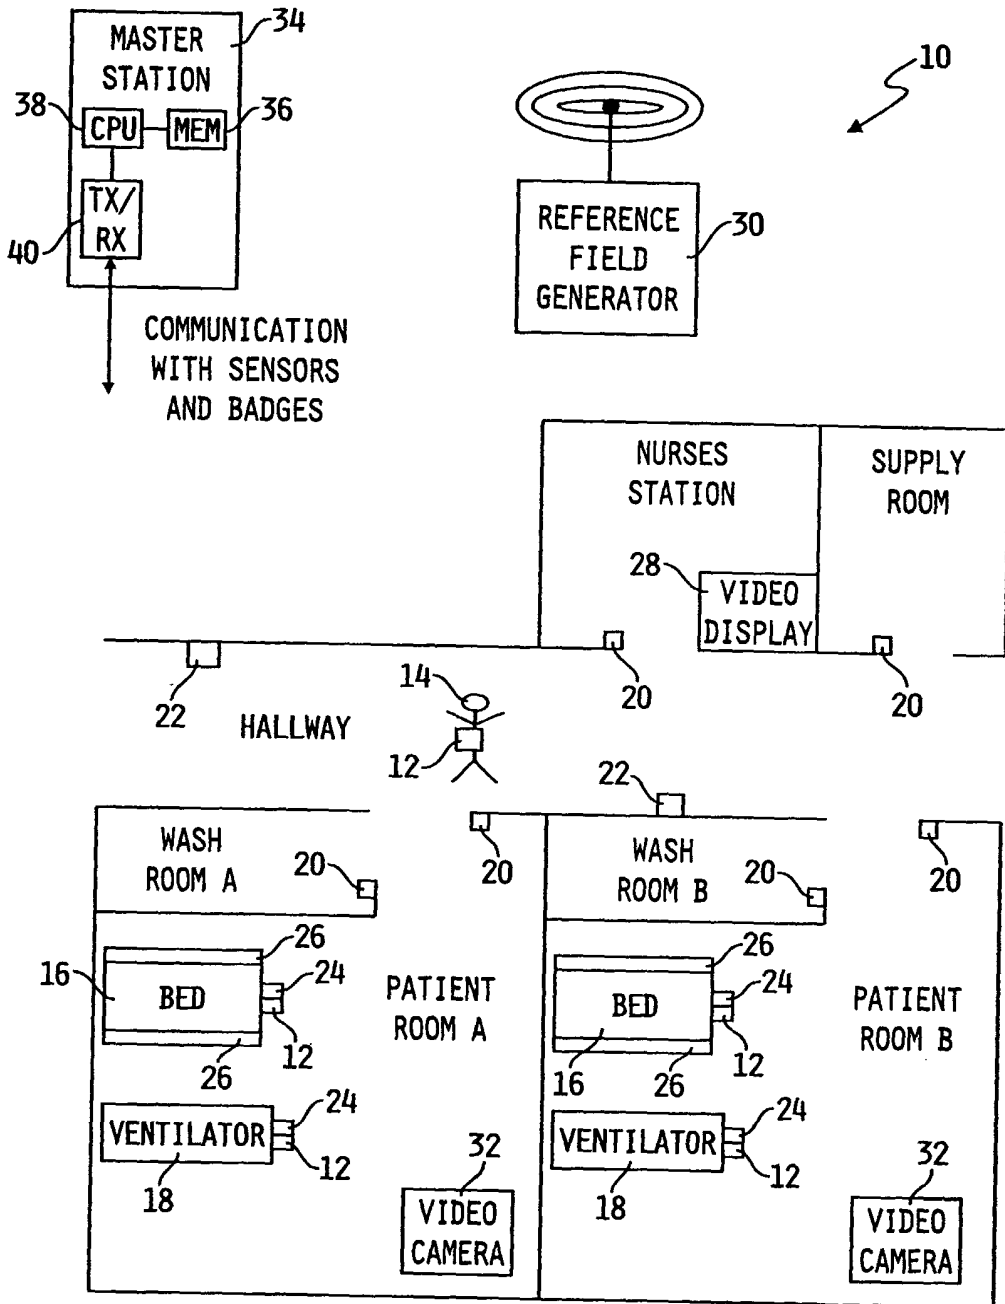 MASTER
STATION
34
38
CPU
MEM
36
TX/
RX
40
COMMUNICATION
WITH SENSORS
AND BADGES
10
REFERENCE
FIELD
GENERATOR
30
NURSES
STATION
SUPPLY
ROOM
28
VIDEO
DISPLAY
20
20
22
HALLWAY
14
12
22
WASH
ROOM A
20
20
WASH
ROOM B
20
20
16
BED
26
24
12
26
PATIENT
ROOM A
BED
26
24
12
16
26
PATIENT
ROOM B
VENTILATOR
24
12
18
32
VIDEO
CAMERA
VENTILATOR
24
12
18
32
VIDEO
CAMERA